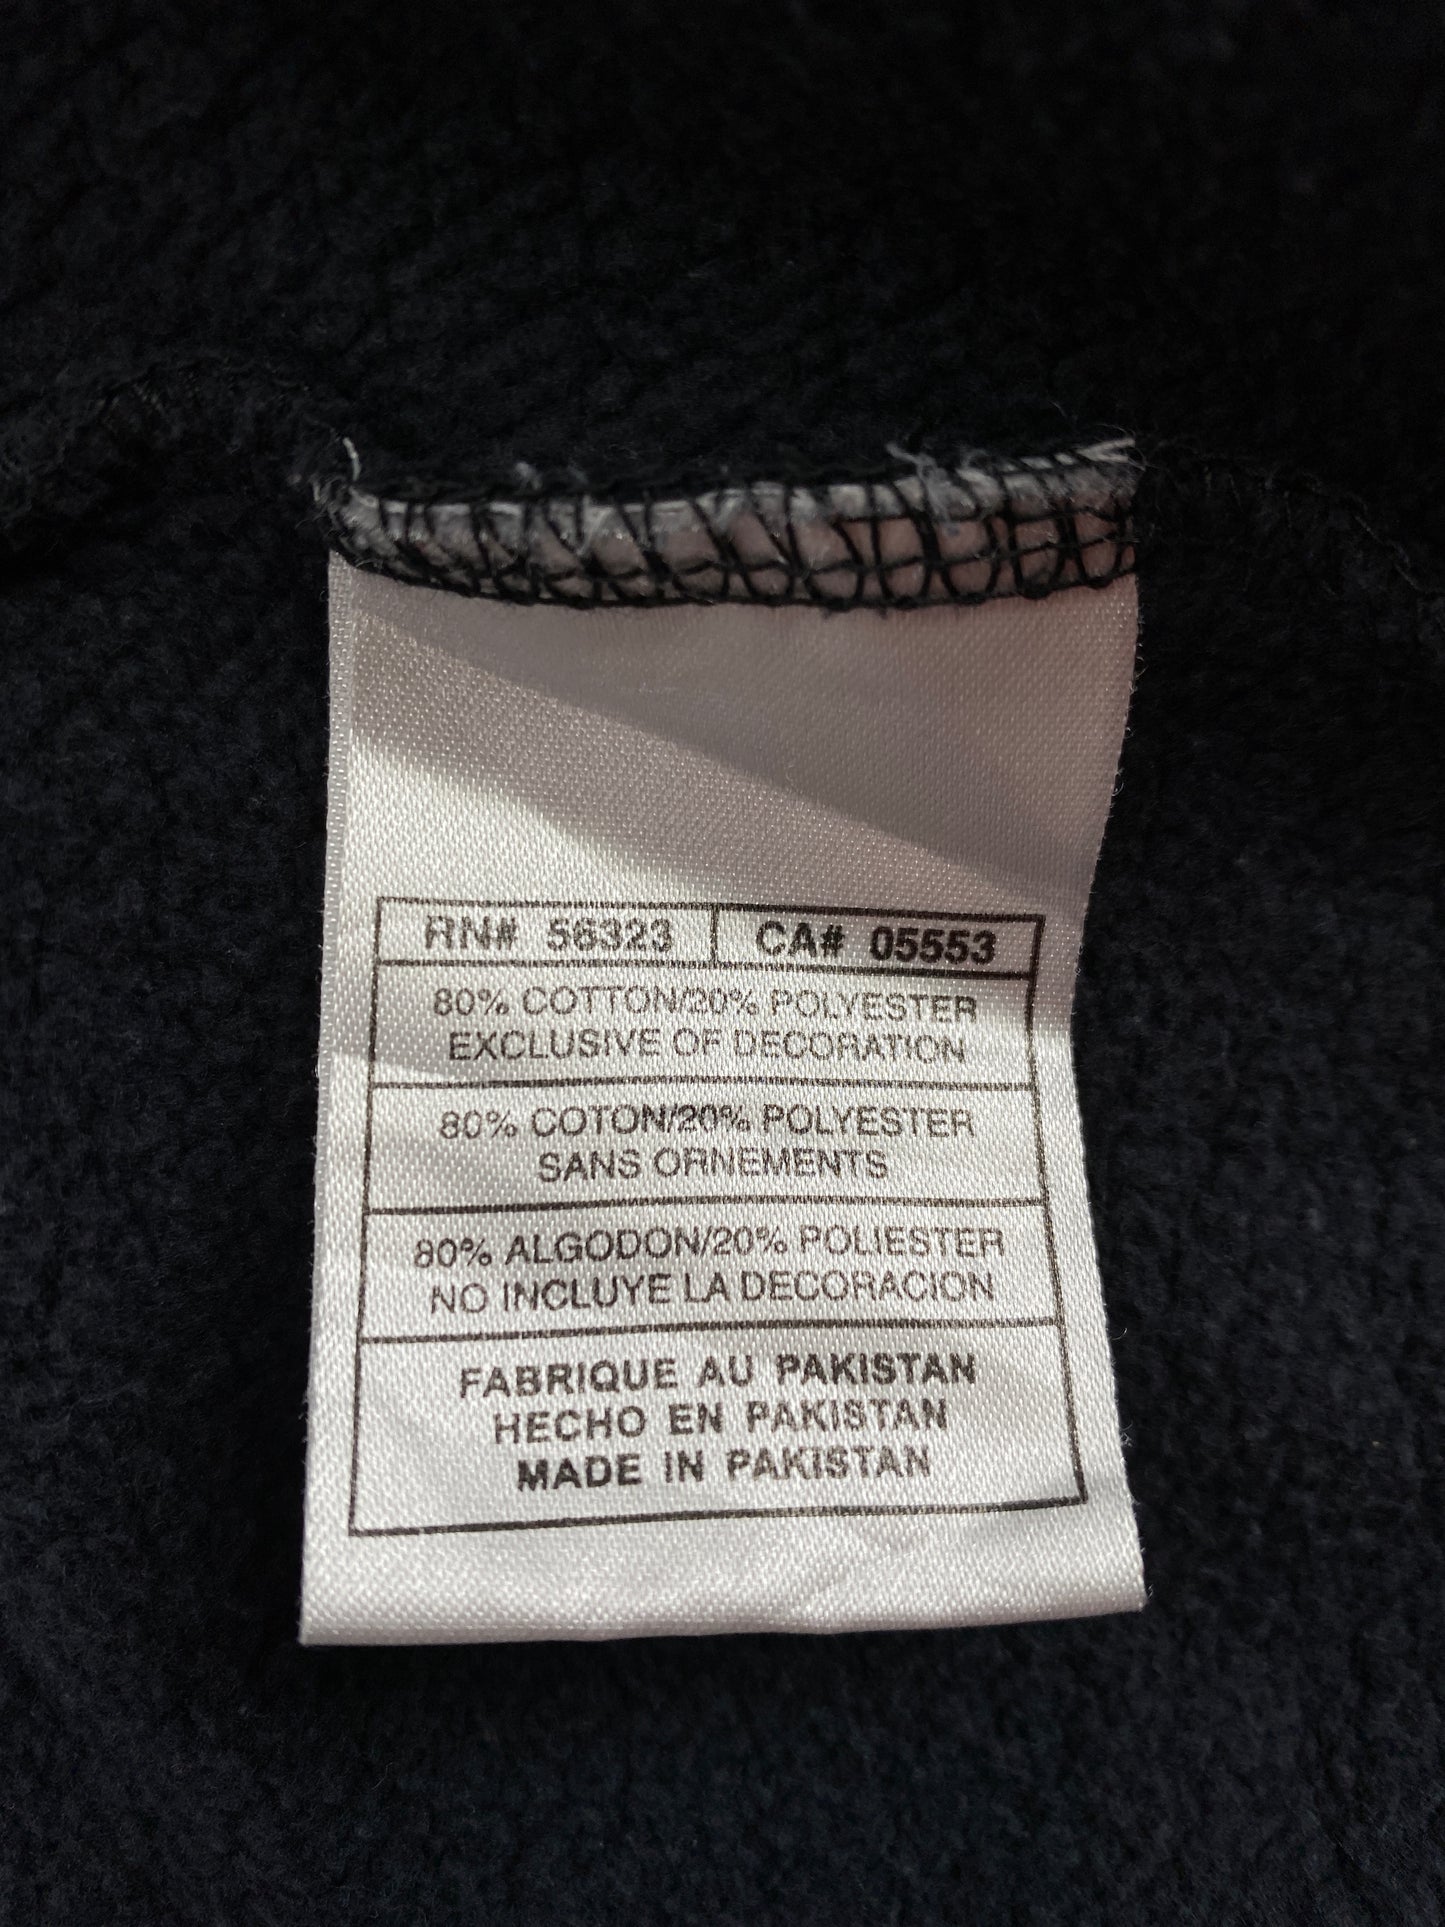 RN# 56323 CA# 05553
80% COTTON/20% POLYESTER
EXCLUSIVE OF DECORATION
80% COTON/20% POLYESTER
SANS ORNEMENTS
80% ALGODON/20% POLIESTER
NO INCLUYE LA DECORACION
FABRIQUE AU PAKISTAN
HECHO EN PAKISTAN
MADE IN PAKISTAN